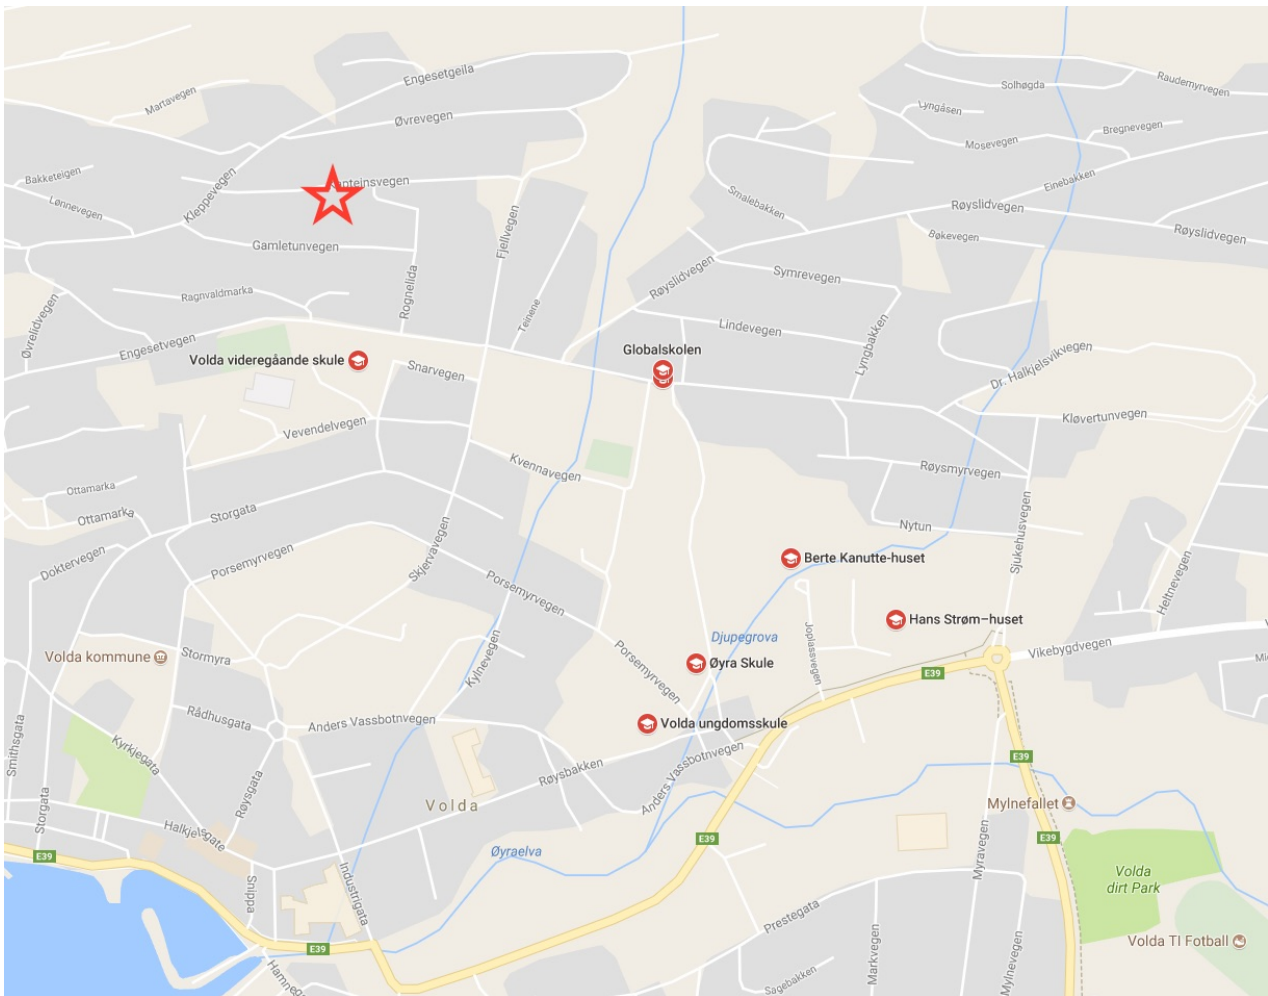 Engesetgeila
Raudemyrvegen
Solhøgda
Martavegen
Lyngåsen
Øvrevegen
Bregnevegen
Mosevegen
Bakketeigen
Einebakken
Kleppevegen
Lønnevegen
Smalebakken
Røyslidvegen
Fjellvegen
Røyslidvegen
Bøkevegen
Gamletunvegen
Røyslidvegen
Symrevegen
Rognelida
Ragnvaldmarka
Teinene
Øvrelidvegen
Lindevegen
Engesetvegen
Globalskolen
Lyngbakken
Volda videregåande skule
Snarvegen
Dr. Halkjelsvikvegen
Kløvertunvegen
Vevendelvegen
Kvennavegen
Røysmyrvegen
Ottamarka
Storgata
Ottamarka
Nytun
Sjukehusvegen
Skjervavegen
Doktervegen
Porsemyrvegen
Porsemyrvegen
Berte Kanutte-huset
Heltnevegen
Hans Strøm–huset
Djupegrova
Joplassvegen
Vikebygdvegen
Volda kommune
Stormyra
Kylnevegen
Porsemyrvegen
Øyra Skule
E39
Smithsgata
Rådhusgata
Anders Vassbotnvegen
Volda ungdomsskule
Kyrkjegata
E39
Røysbakken
Anders Vassbotnvegen
Røysgata
Volda
Mylnefallet
Storgata
E39
E39
Øyraelva
E39
Myravegen
Volda
dirt Park
Snippa
Industrigata
Prestegata
E39
Markvegen
Mylnevegen
Volda TI Fotball
Sagebakken